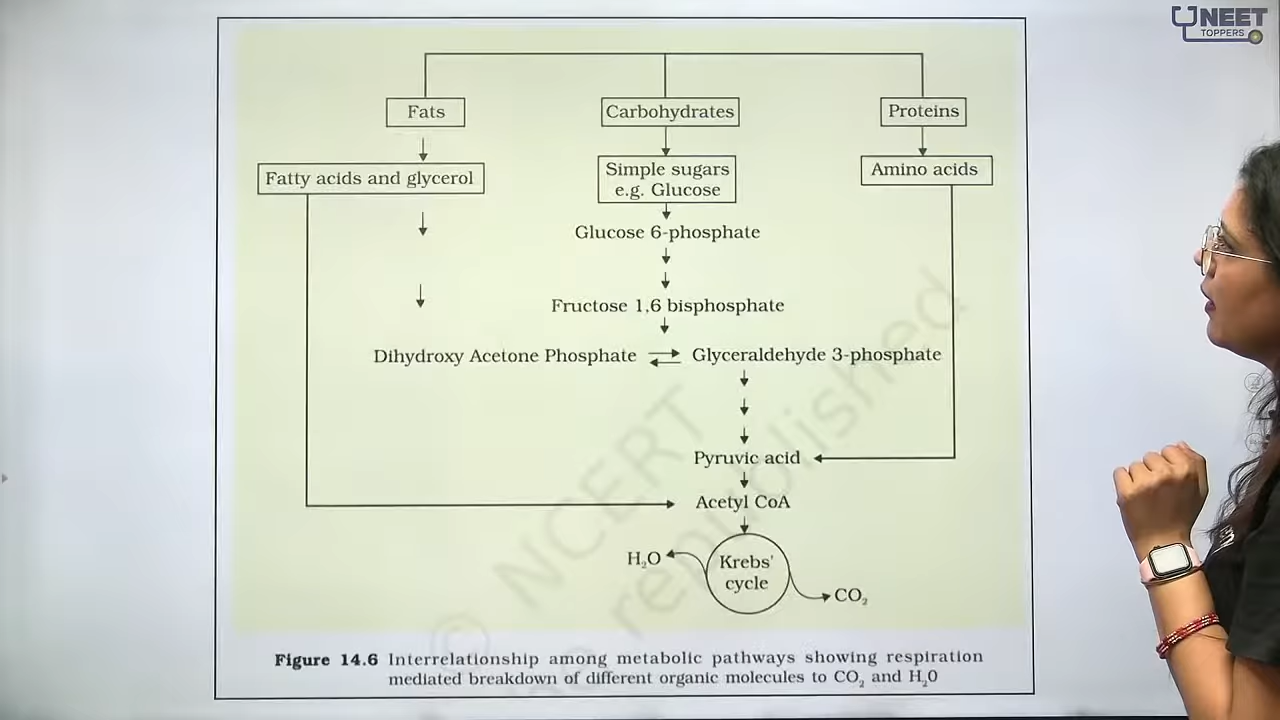 NEET
TOPPERS
Fats
Carbohydrates
Proteins
Fatty acids and glycerol
Simple sugars
e.g. Glucose
Amino acids
Glucose 6-phosphate
Fructose 1,6 bisphosphate
Dihydroxy Acetone Phosphate
Glyceraldehyde 3-phosphate
Pyruvic acid
Acetyl CoA
H₂O
Krebs'
cycle
CO₂
© NCERT
republished
Figure 14.6 Interrelationship among metabolic pathways showing respiration
mediated breakdown of different organic molecules to CO₂ and H₂O